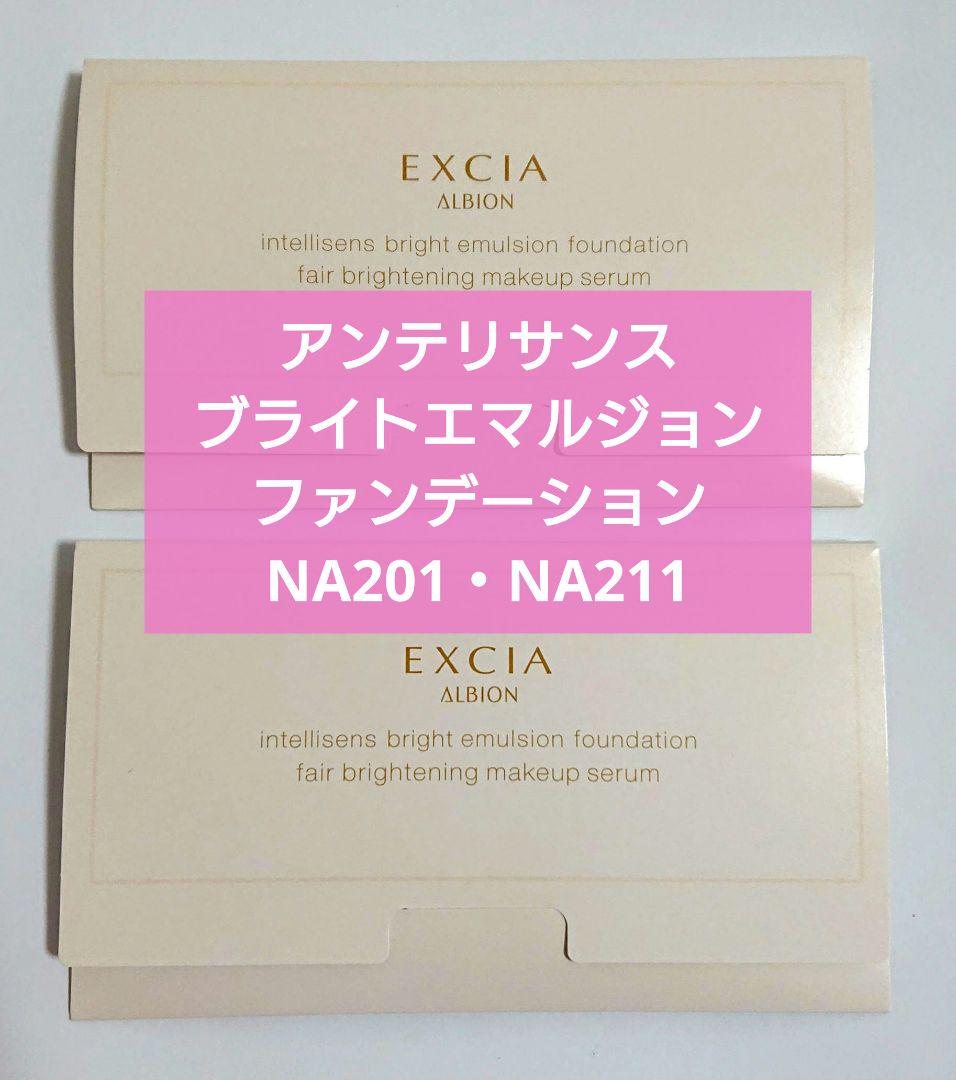 EXCIA
ALBION
intellisens bright emulsion foundation
fair brightening makeup serum
アンテリサンス
ブライトエマルジョン
ファンデーション
NA201・NA211
EXCIA
ALBION
intellisens bright emulsion foundation
fair brightening makeup serum